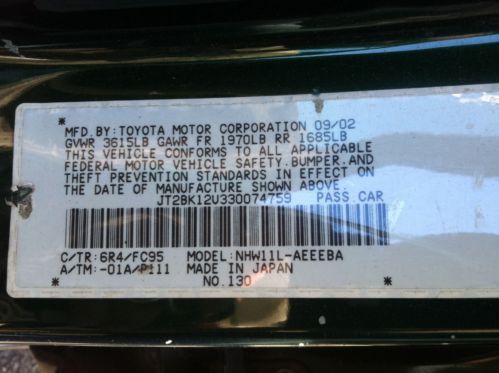 MFD.BY: TOYOTA MOTOR CORPORATION 09/02
GVWR 3615LB GAWR FR 1970LB RR 1685LB
THIS VEHICLE CONFORMS TO ALL APPLICABLE
FEDERAL MOTOR VEHICLE SAFETY.BUMPER.AND
THEFT PREVENTION STANDARDS IN EFFECT ON
THE DATE OF MANUFACTURE SHOWN ABOVE.
JT2BK12U330074759 PASS.CAR
C/TR: 6R4/FC95 MODEL: NHW11L-AEEEBA
A/TM: -01A/P111 MADE IN JAPAN
NO.130